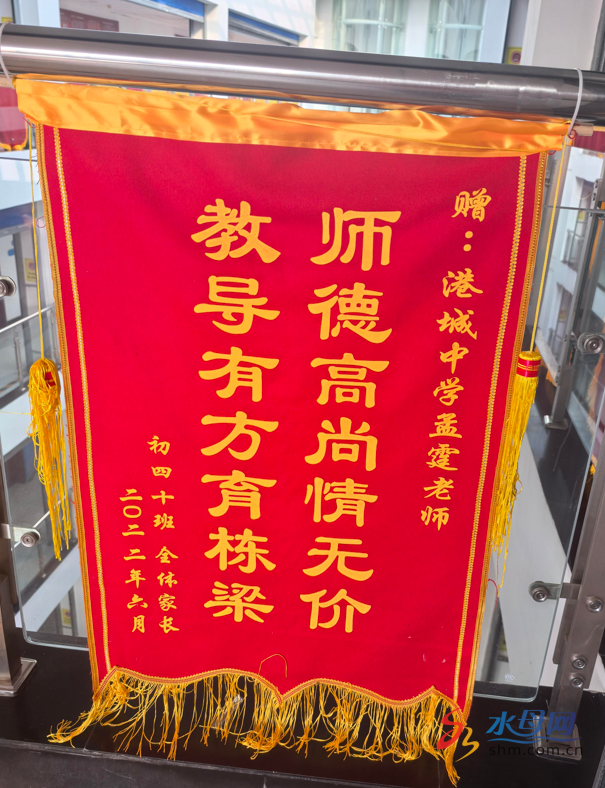 赠：港城中学孟霆老师
师德高尚情无价
教导有方育栋梁
初四十班 全体家长
二〇二二年六月
水母网
shm.com.cn